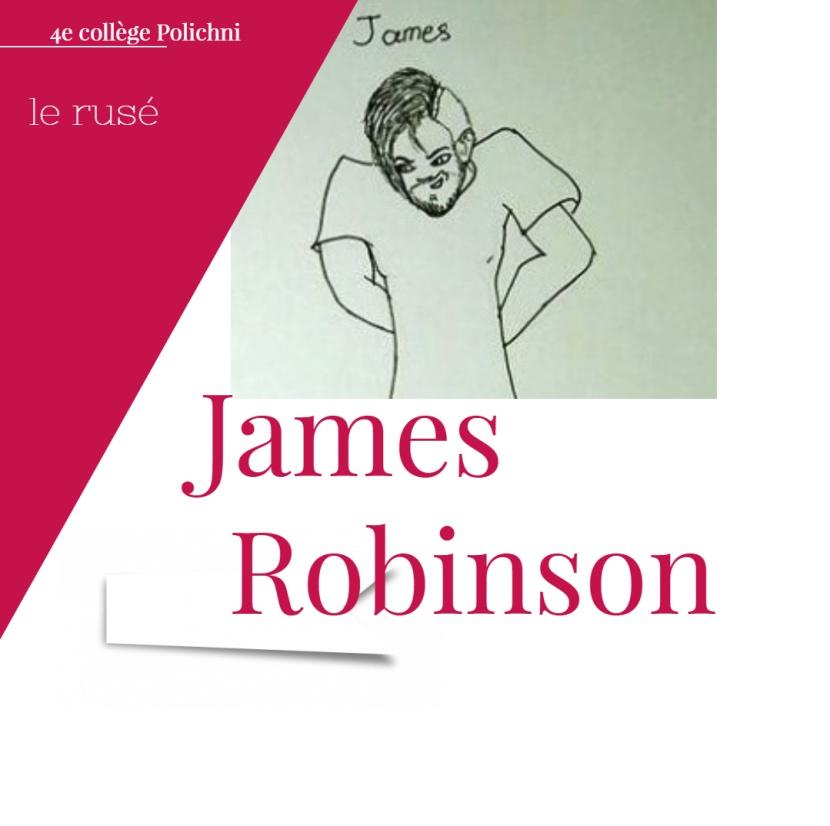 4e collège Polichni
le rusé
James
James
Robinson